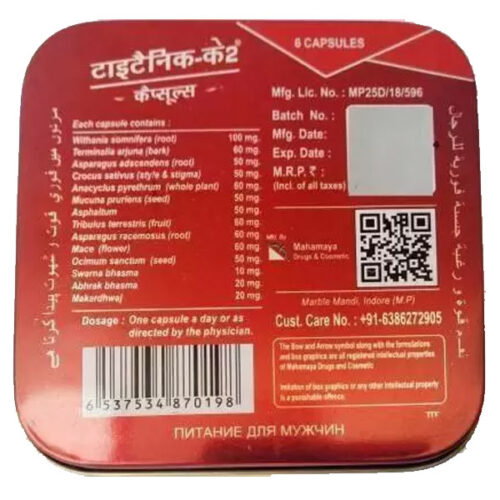 टाइटैनिक-के2
कैप्सूल्स
Each capsule contains :
Withania somnifera (root) 100 mg.
Terminalia arjuna (bark) 60 mg.
Asparagus adscendens (root) 50 mg.
Crocus sativus (style & stigma) 50 mg.
Anacyclus pyrethrum (whole plant) 60 mg.
Mucuna pruriens (seed) 50 mg.
Asphaltum 50 mg.
Tribulus terrestris (fruit) 60 mg.
Asparagus racemosus (root) 60 mg.
Mace (flower) 60 mg.
Ocimum sanctum (seed) 50 mg.
Swarna bhasma 10 mg.
Abhrak bhasma 20 mg.
Makardhwaj 20 mg.
Dosage : One capsule a day or as
directed by the physician.
6 537534 870198
6 CAPSULES
Mfg. Lic. No. : MP25D/18/596
Batch No. :
Mfg. Date:
Exp. Date:
M.R.P. ₹ :
(Incl. of all taxes)
Mfd. By
Mahamaya
Drugs & Cosmetic
Marble Mandi, Indore (M.P)
Cust. Care No. : +91-6386272905
The Bow and Arrow symbol along with the formulations
and box graphics are all registered intellectual properties
of Mahamaya Drugs and Cosmetic
Imitation of box graphics or any other intelectual property
is a punishable offence.
TTK
ПИТАНИЕ ДЛЯ МУЖЧИН